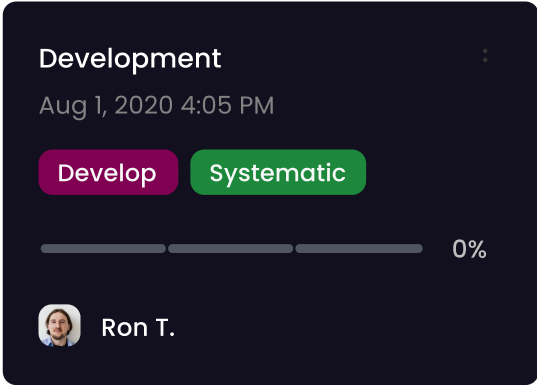 Development
Aug 1, 2020 4:05 PM
Develop Systematic
0%
Ron T.